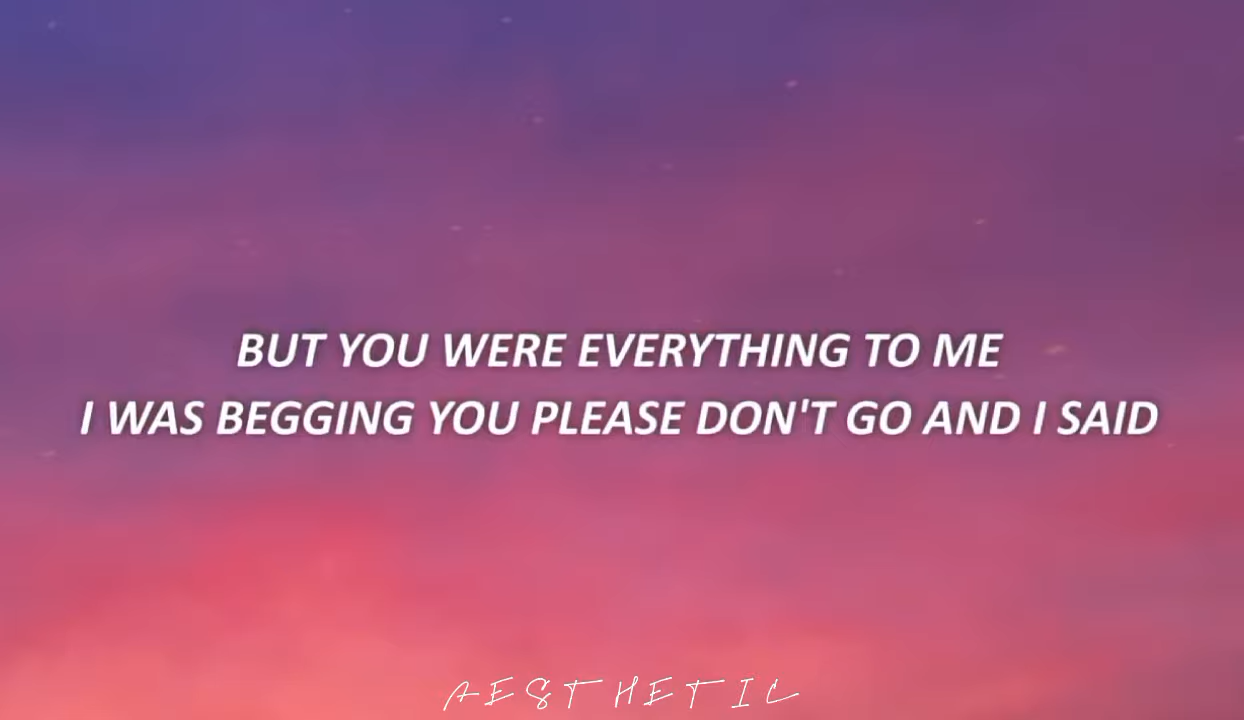 BUT YOU WERE EVERYTHING TO ME
I WAS BEGGING YOU PLEASE DON'T GO AND I SAID
AESTHETIC